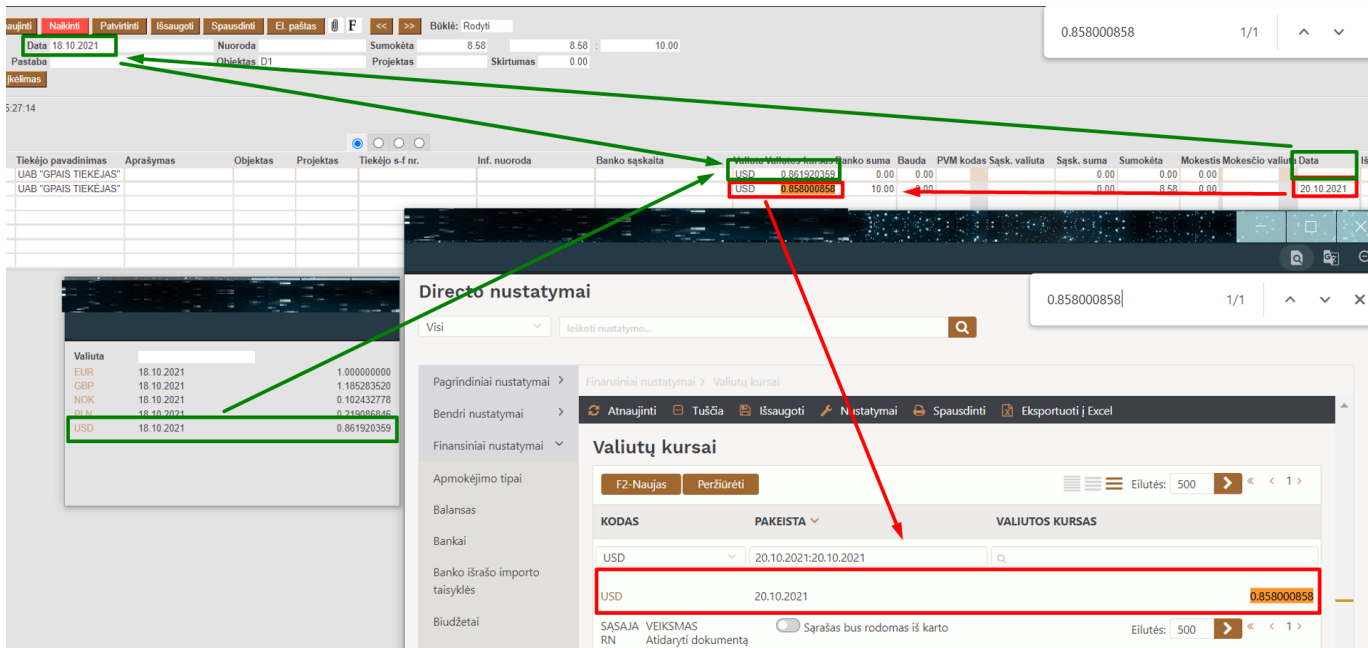 aujinti Naikinti Patvirtinti Išsaugoti Spausdinti El. paštas F << >> Būklė: Rodyti
Data 18.10.2021 Nuoroda Sumokėta 8.58 8.58 : 10.00
Pastaba Objektas D1 Projektas Skirtumas 0.00
įkėlimas
5:27:14
0.858000858 1/1
Tiekėjo pavadinimas Aprašymas Objektas Projektas Tiekėjo s-f nr. Inf. nuoroda Banko sąskaita Valiuta Valiutos kursas Banko suma Bauda PVM kodas Sąsk. valiuta Sąsk. suma Sumokėta Mokestis Mokesčio valiuta Data Iš
UAB "GPAIS TIEKĖJAS" USD 0.861920359 0.00 0.00 0.00 0.00 0.00
UAB "GPAIS TIEKĖJAS" USD 0.858000858 10.00 0.00 0.00 8.58 0.00 20.10.2021
Valiuta
EUR 18.10.2021 1.000000000
GBP 18.10.2021 1.185283520
NOK 18.10.2021 0.102432778
PLN 18.10.2021 0.219086846
USD 18.10.2021 0.861920359
Directo nustatymai
0.858000858 1/1
Visi Ieškoti nustatymo...
Pagrindiniai nustatymai
Bendri nustatymai
Finansiniai nustatymai
Apmokėjimo tipai
Balansas
Bankai
Banko išrašo importo
taisyklės
Biudžetai
Finansiniai nustatymai > Valiutų kursai
Atnaujinti Tuščia Išsaugoti Nustatymai Spausdinti Eksportuoti į Excel
Valiutų kursai
F2-Naujas Peržiūrėti Eilutės: 500 1
KODAS PAKEISTA VALIUTOS KURSAS
USD 20.10.2021:20.10.2021
USD 20.10.2021 0.858000858
SĄSAJA VEIKSMAS Sąrašas bus rodomas iš karto Eilutės: 500 1
RN Atidaryti dokumentą